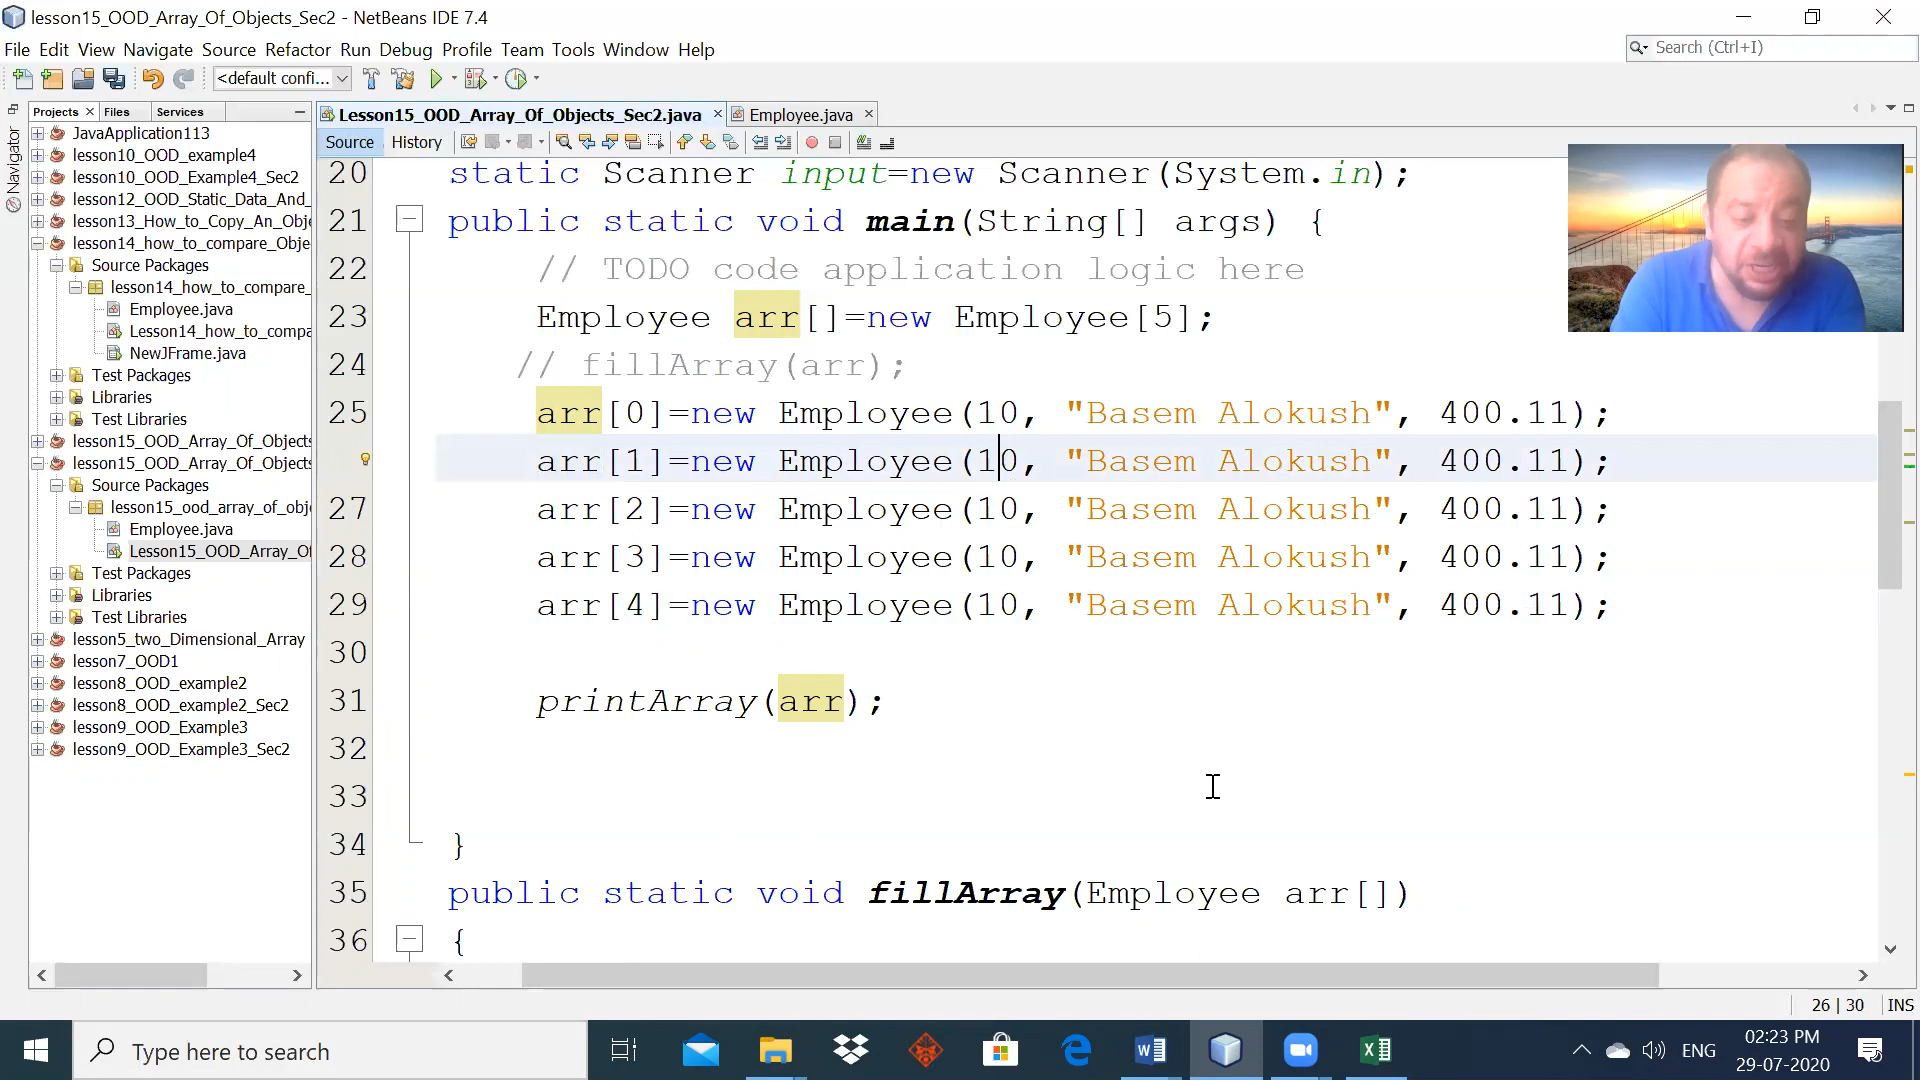 lesson15_OOD_Array_Of_Objects_Sec2 - NetBeans IDE 7.4
File Edit View Navigate Source Refactor Run Debug Profile Team Tools Window Help
Search (Ctrl+I)
<default confi...
Projects Files Services
Navigator
JavaApplication113
lesson10_OOD_example4
lesson10_OOD_Example4_Sec2
lesson12_OOD_Static_Data_And_
lesson13_How_to_Copy_An_Obje
lesson14_how_to_compare_Obje
Source Packages
lesson14_how_to_compare_
Employee.java
Lesson14_how_to_compa
NewJFrame.java
Test Packages
Libraries
Test Libraries
lesson15_OOD_Array_Of_Objects
lesson15_OOD_Array_Of_Objects
Source Packages
lesson15_ood_array_of_obj
Employee.java
Lesson15_OOD_Array_Of
Test Packages
Libraries
Test Libraries
lesson5_two_Dimensional_Array
lesson7_OOD1
lesson8_OOD_example2
lesson8_OOD_example2_Sec2
lesson9_OOD_Example3
lesson9_OOD_Example3_Sec2
Lesson15_OOD_Array_Of_Objects_Sec2.java Employee.java
Source History
20 static Scanner input=new Scanner(System.in);
21 public static void main(String[] args) {
22 // TODO code application logic here
23 Employee arr[]=new Employee[5];
24 // fillArray(arr);
25 arr[0]=new Employee(10, "Basem Alokush", 400.11);
arr[1]=new Employee(10, "Basem Alokush", 400.11);
27 arr[2]=new Employee(10, "Basem Alokush", 400.11);
28 arr[3]=new Employee(10, "Basem Alokush", 400.11);
29 arr[4]=new Employee(10, "Basem Alokush", 400.11);
30
31 printArray(arr);
32
33
34 }
35 public static void fillArray(Employee arr[])
36 {
26 | 30 INS
Type here to search
ENG
02:23 PM
29-07-2020